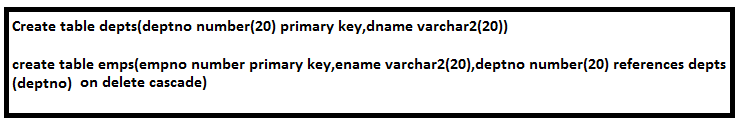 Create table depts(deptno number(20) primary key,dname varchar2(20))
create table emps(empno number primary key,ename varchar2(20),deptno number(20) references depts
(deptno) on delete cascade)